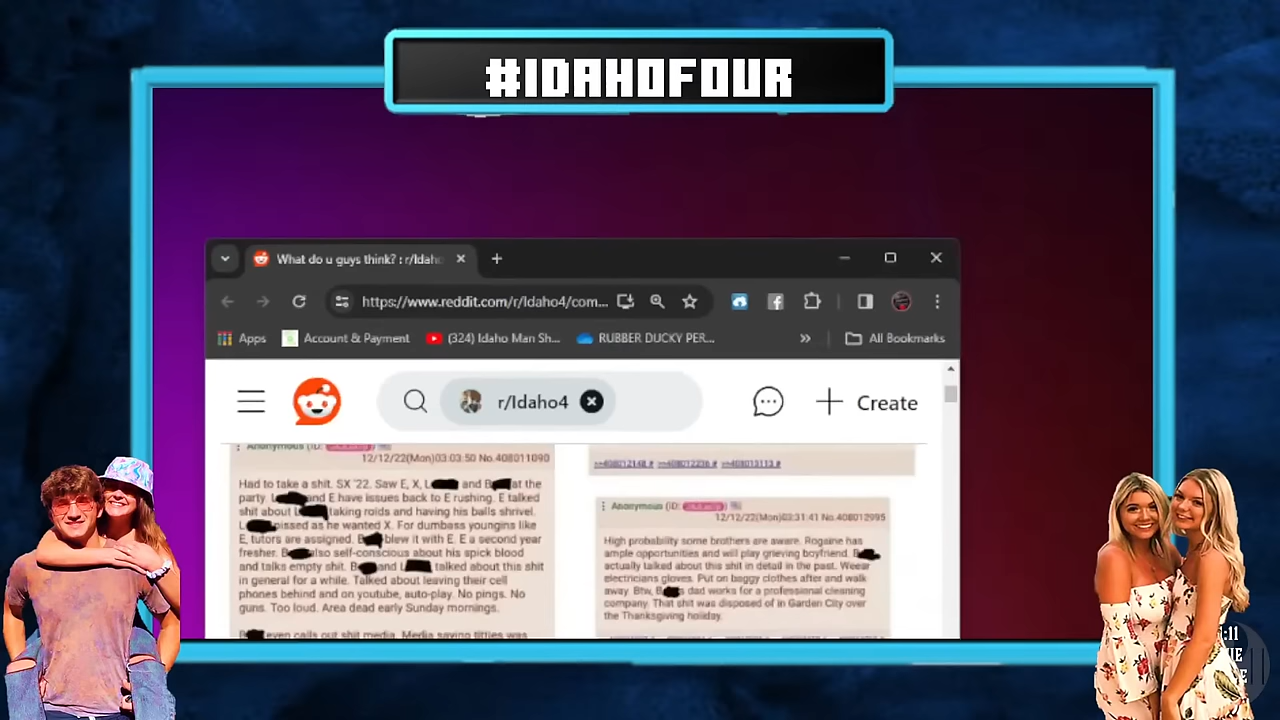 #IDAHOFOUR
What do u guys think? : r/Idah
https://www.reddit.com/r/Idaho4/com...
Apps
Account & Payment
(324) Idaho Man Sh...
RUBBER DUCKY PER...
»
All Bookmarks
r/Idaho4
Create
Anonymous (ID:
12/12/22(Mon)03:03:50 No.408011090
Had to take a shit. SX '22. Saw E, X, L and B at the
party. L and E have issues back to E rushing. E talked
shit about L taking roids and having his balls shrivel.
L pissed as he wanted X. For dumbass youngins like
E, tutors are assigned. B blew it with E. E a second year
fresher. B also self-conscious about his spick blood
and talks empty shit. B and L talked about this shit
in general for a while. Talked about leaving their cell
phones behind and on youtube, auto-play. No pings. No
guns. Too loud. Area dead early Sunday mornings.
B even calls out shit media. Media saying titties was
>>408012148 # >>408012236 # >>408013113 #
Anonymous (ID:
12/12/22(Mon)03:31:41 No.408012995
High probability some brothers are aware. Rogaine has
ample opportunities and will play grieving boyfriend. B
actually talked about this shit in detail in the past. Weear
electricians gloves. Put on baggy clothes after and walk
away. Btw, B s dad works for a professional cleaning
company. That shit was disposed of in Garden City over
the Thanksgiving holiday.
:11